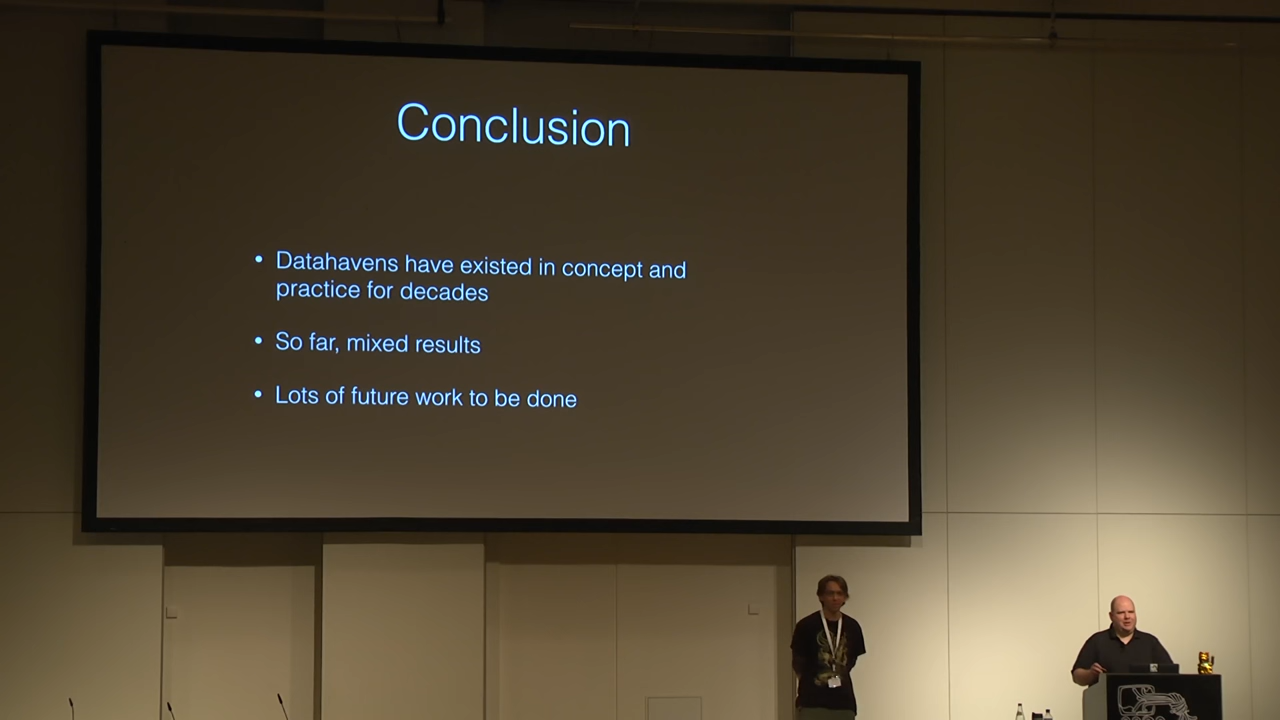 Conclusion
• Datahavens have existed in concept and
practice for decades
• So far, mixed results
• Lots of future work to be done